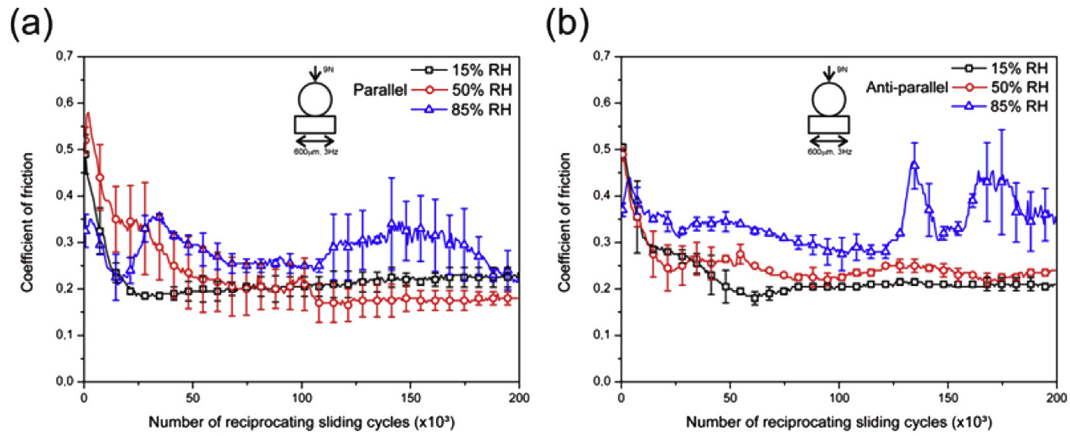 (a)
0,7
0,6
0,5
0,4
0,3
0,2
0,1
0,0
Coefficient of friction
0
50
100
150
200
Number of reciprocating sliding cycles (x10³)
9N
600µm, 3Hz
Parallel
15% RH
50% RH
85% RH
(b)
0,7
0,6
0,5
0,4
0,3
0,2
0,1
0,0
Coefficient of friction
0
50
100
150
200
Number of reciprocating sliding cycles (x10³)
9N
600µm, 3Hz
Anti-parallel
15% RH
50% RH
85% RH